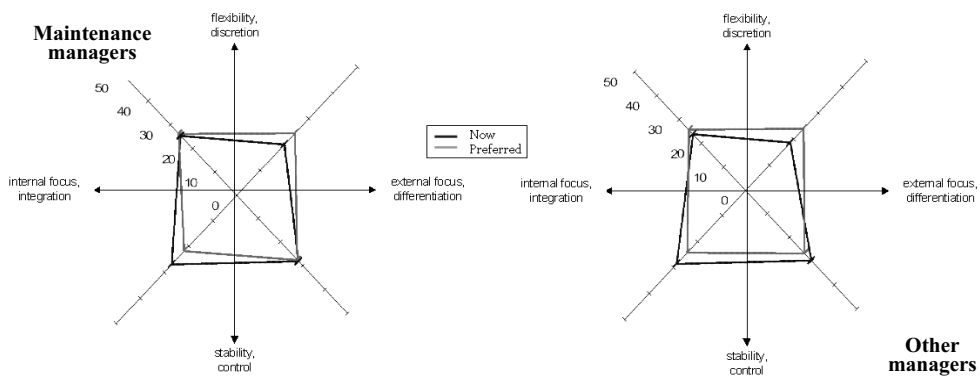 Maintenance
managers
flexibility,
discretion
50
40
30
20
10
0
internal focus,
integration
external focus,
differentiation
stability,
control
Now
Preferred
flexibility,
discretion
50
40
30
20
10
0
internal focus,
integration
external focus,
differentiation
stability,
control
Other
managers